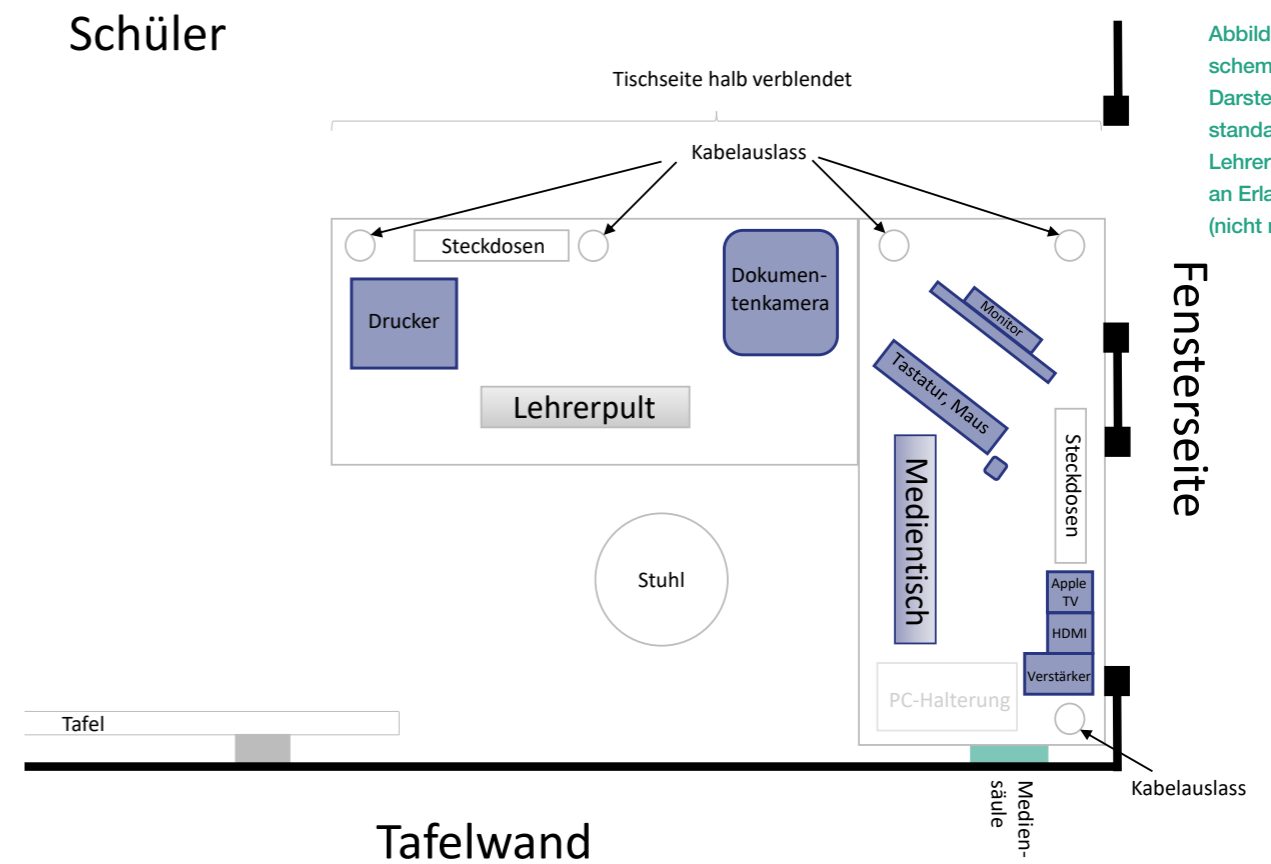 Schüler
Abbild
schem
Darste
standa
Lehrer
an Erla
(nicht
Tischseite halb verblendet
Kabelauslass
Steckdosen
Drucker
Dokumen-
tenkamera
Lehrerpult
Monitor
Tastatur, Maus
Medientisch
Steckdosen
Fensterseite
Stuhl
Apple
TV
HDMI
Verstärker
PC-Halterung
Tafel
Kabelauslass
Medien-
säule
Tafelwand